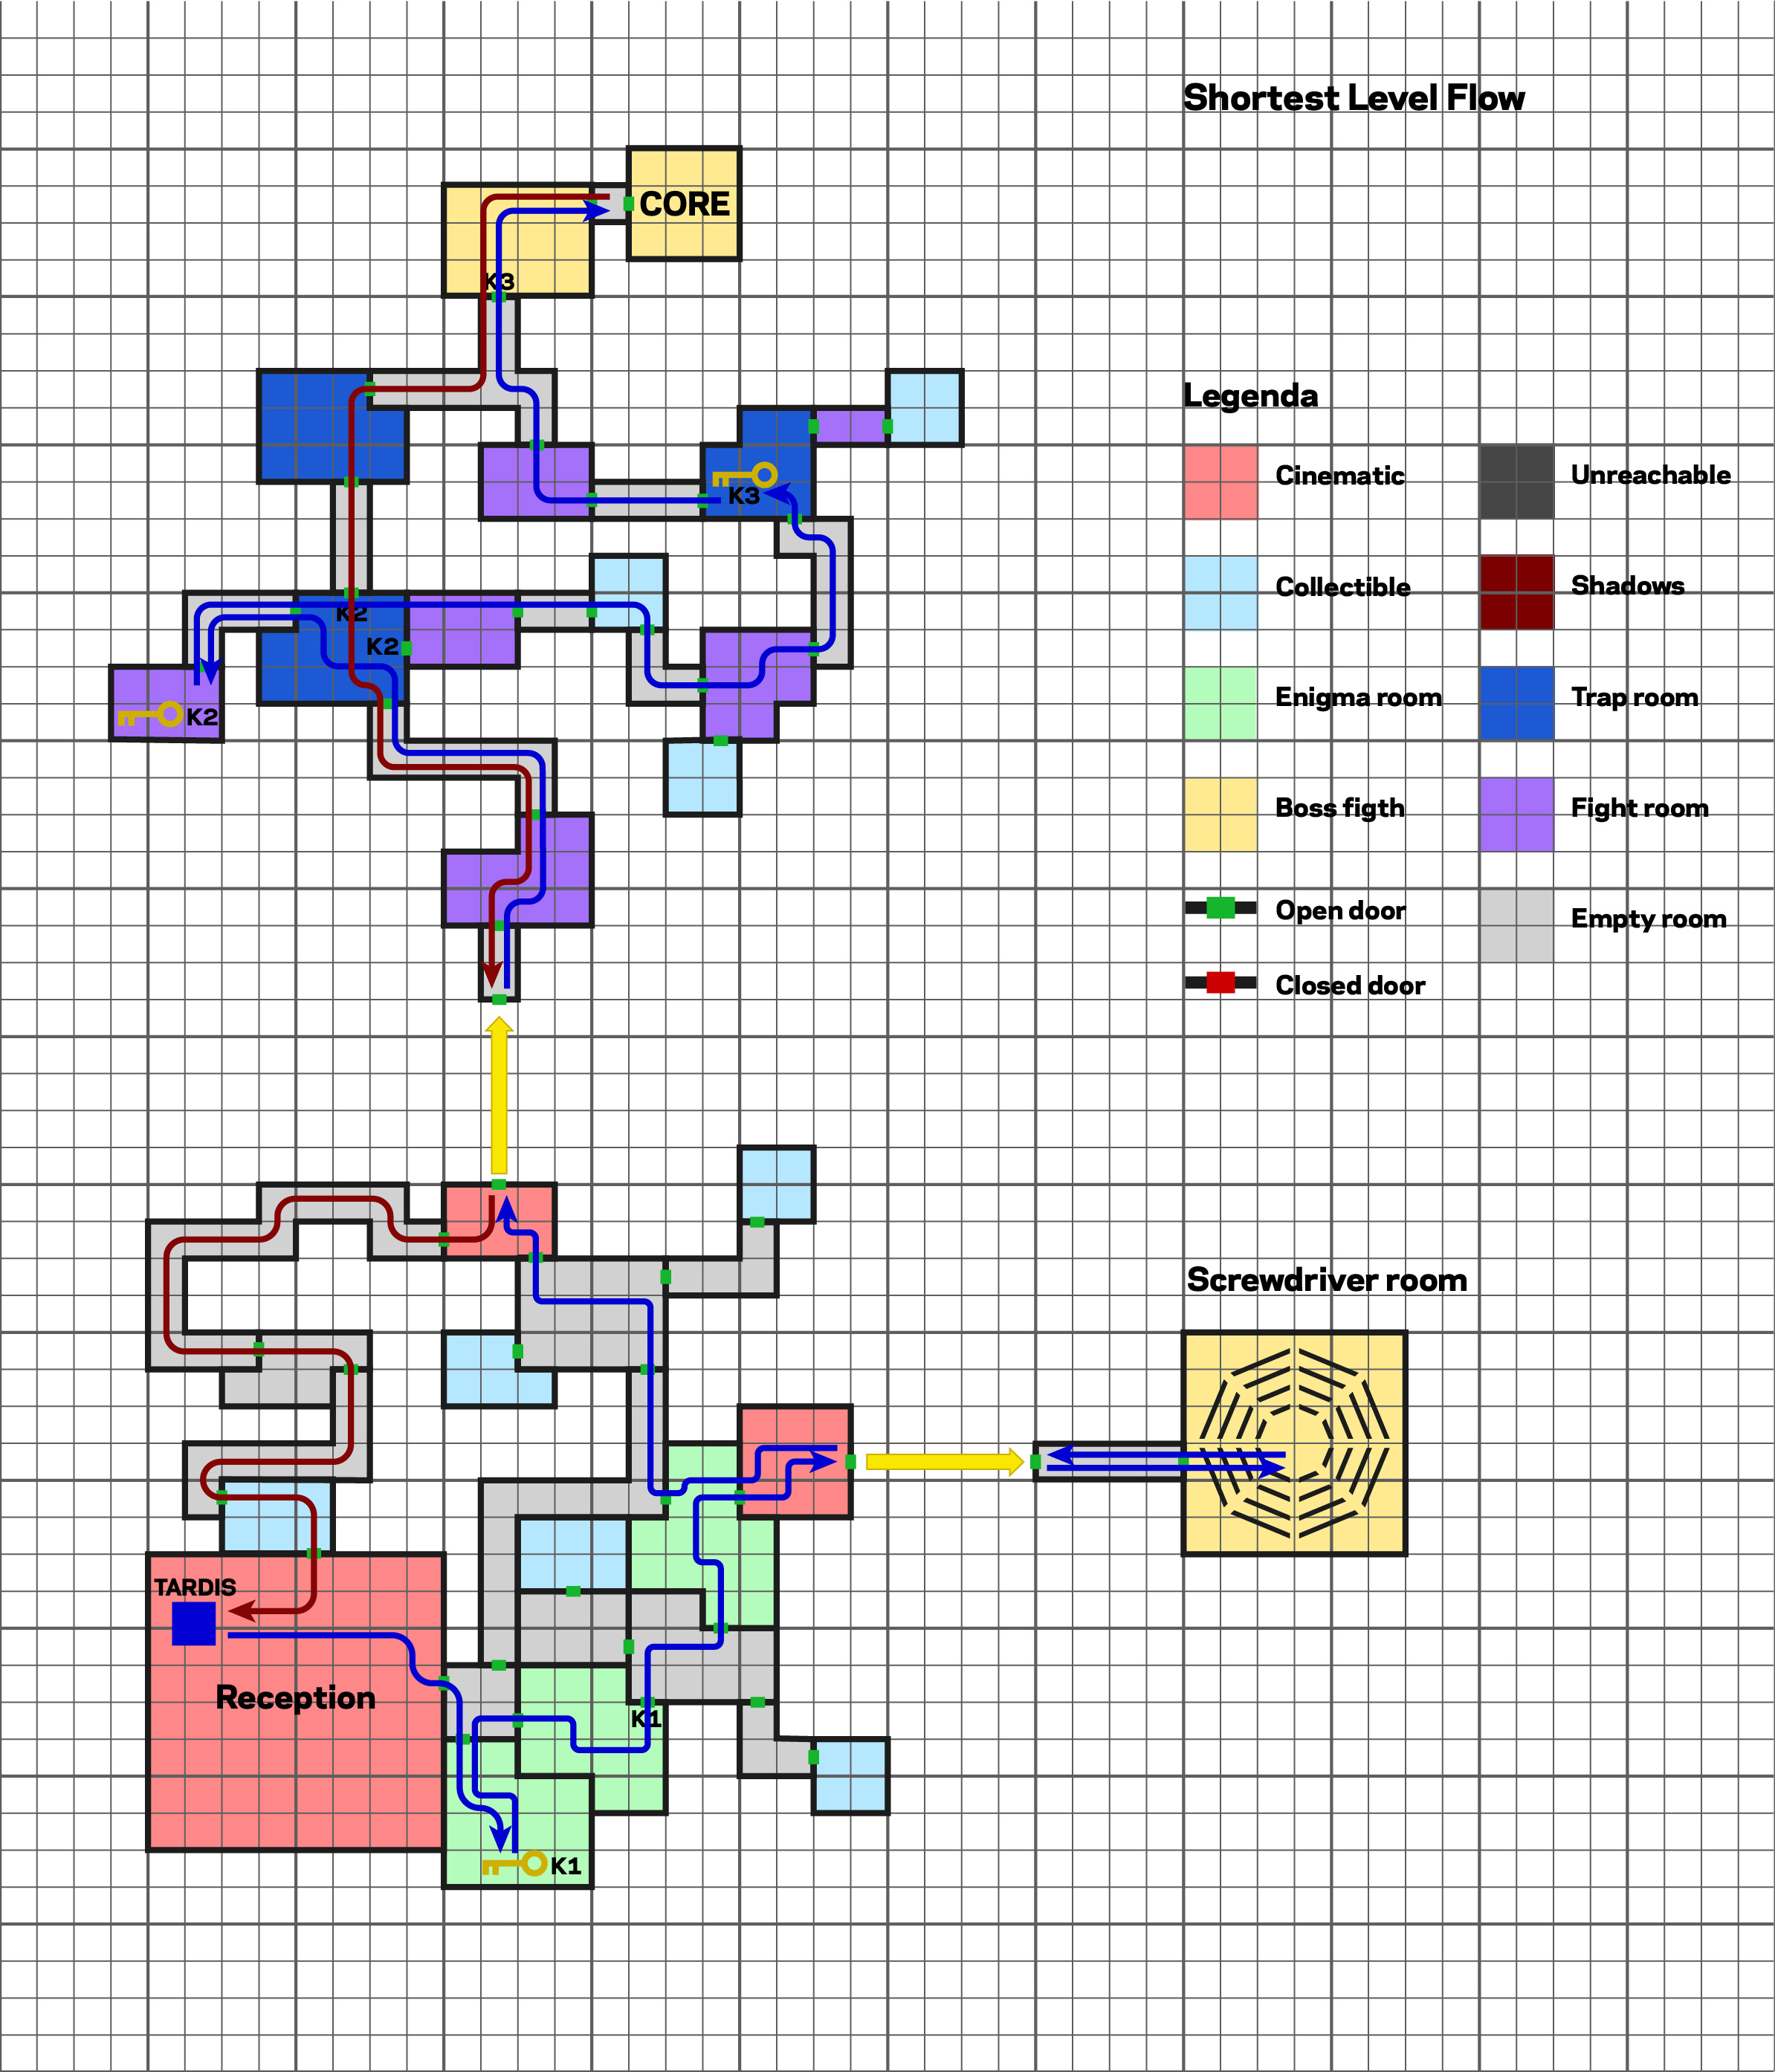 Shortest Level Flow
CORE
K3
Legenda
K3
Cinematic
Unreachable
Collectible
Shadows
K2
K2
K2
Enigma room
Trap room
Boss figth
Fight room
Open door
Empty room
Closed door
Screwdriver room
TARDIS
Reception
K1
K1